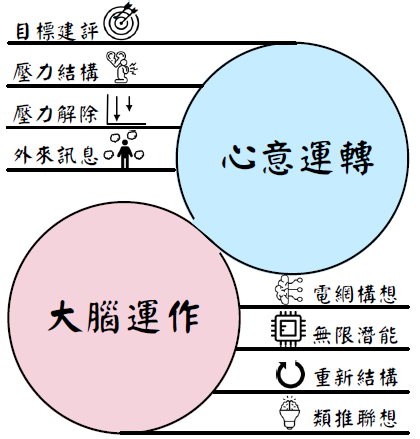 目標建評
壓力結構
壓力解除
外來訊息
心意運轉
大腦運作
電網構想
無限潛能
重新結構
類推聯想